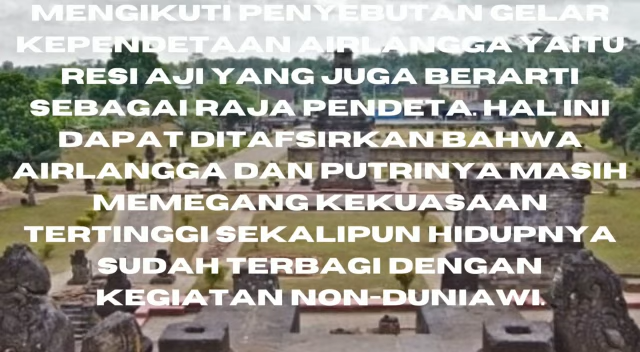 MENGIKUTI PENYEBUTAN GELAR
KEPENDETAAN AIRLANGGA YAITU
RESI AJI YANG JUGA BERARTI
SEBAGAI RAJA PENDETA. HAL INI
DAPAT DITAFSIRKAN BAHWA
AIRLANGGA DAN PUTRINYA MASIH
MEMEGANG KEKUASAAN
TERTINGGI SEKALIPUN HIDUPNYA
SUDAH TERBAGI DENGAN
KEGIATAN NON-DUNIAWI.